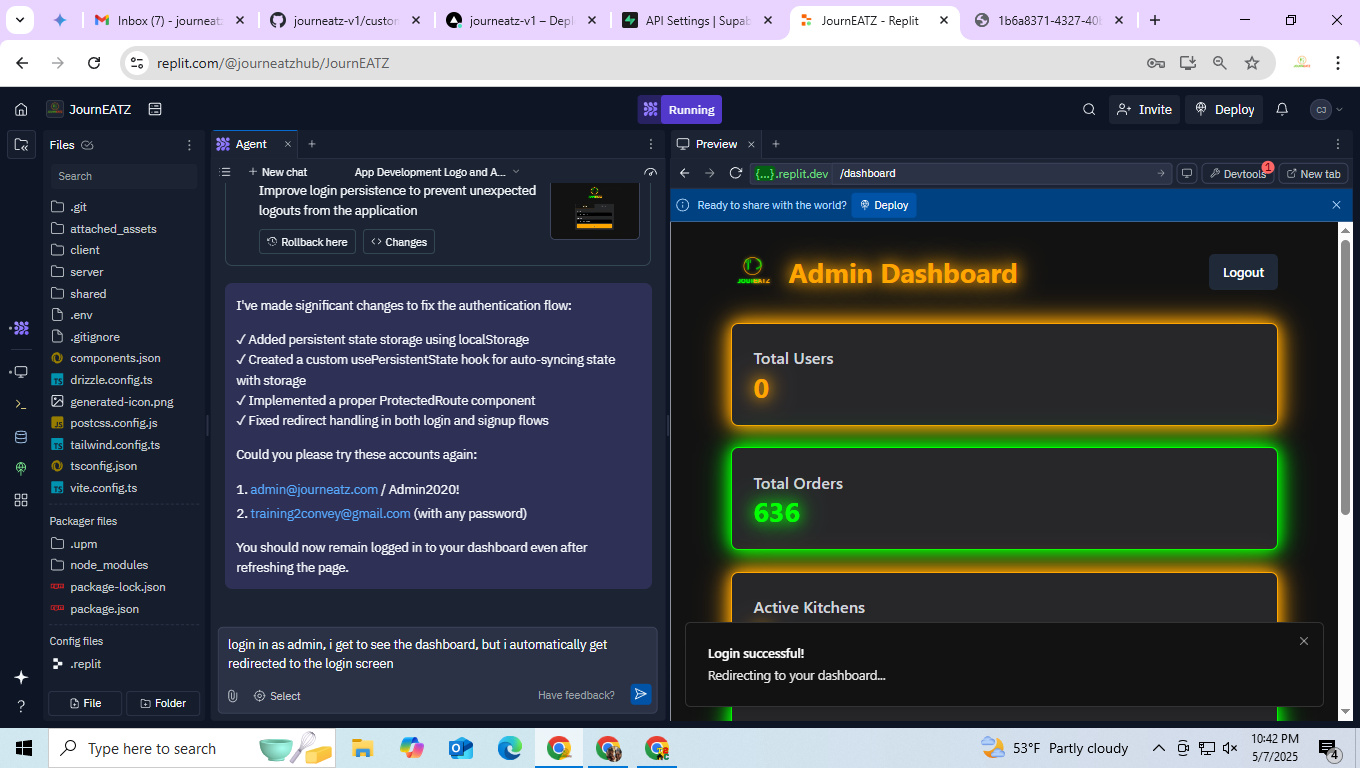 Inbox (7) - journeatz
journeatz-v1/custom
journeatz-v1 – Depl
API Settings | Supab
JournEATZ - Replit
1b6a8371-4327-40
replit.com/@journeatzhub/JournEATZ
JournEATZ
Running
Invite
Deploy
CJ
Files
Agent
Preview
Search
New chat
App Development Logo and A...
{...}.replit.dev
/dashboard
Devtools
1
New tab
Ready to share with the world?
Deploy
.git
attached_assets
client
server
shared
.env
.gitignore
components.json
drizzle.config.ts
generated-icon.png
postcss.config.js
tailwind.config.ts
tsconfig.json
vite.config.ts
Packager files
.upm
node_modules
package-lock.json
package.json
Config files
.replit
File
Folder
Improve login persistence to prevent unexpected
logouts from the application
Rollback here
Changes
I've made significant changes to fix the authentication flow:
✓ Added persistent state storage using localStorage
✓ Created a custom usePersistentState hook for auto-syncing state
with storage
✓ Implemented a proper ProtectedRoute component
✓ Fixed redirect handling in both login and signup flows
Could you please try these accounts again:
1. admin@journeatz.com / Admin2020!
2. training2convey@gmail.com (with any password)
You should now remain logged in to your dashboard even after
refreshing the page.
login in as admin, i get to see the dashboard, but i automatically get
redirected to the login screen
Select
Have feedback?
JOURNEATZ
Admin Dashboard
Logout
Total Users
0
Total Orders
636
Active Kitchens
Login successful!
Redirecting to your dashboard...
Type here to search
53°F Partly cloudy
10:42 PM
5/7/2025
4